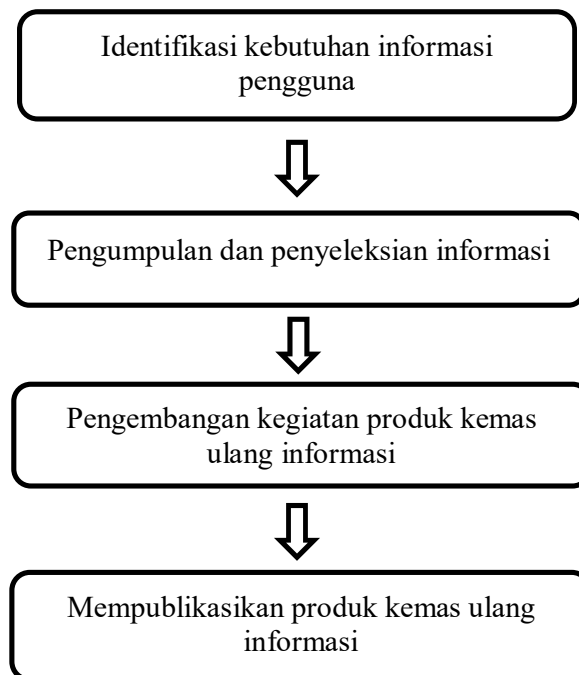 Identifikasi kebutuhan informasi
pengguna
Pengumpulan dan penyeleksian informasi
Pengembangan kegiatan produk kemas
ulang informasi
Mempublikasikan produk kemas ulang
informasi